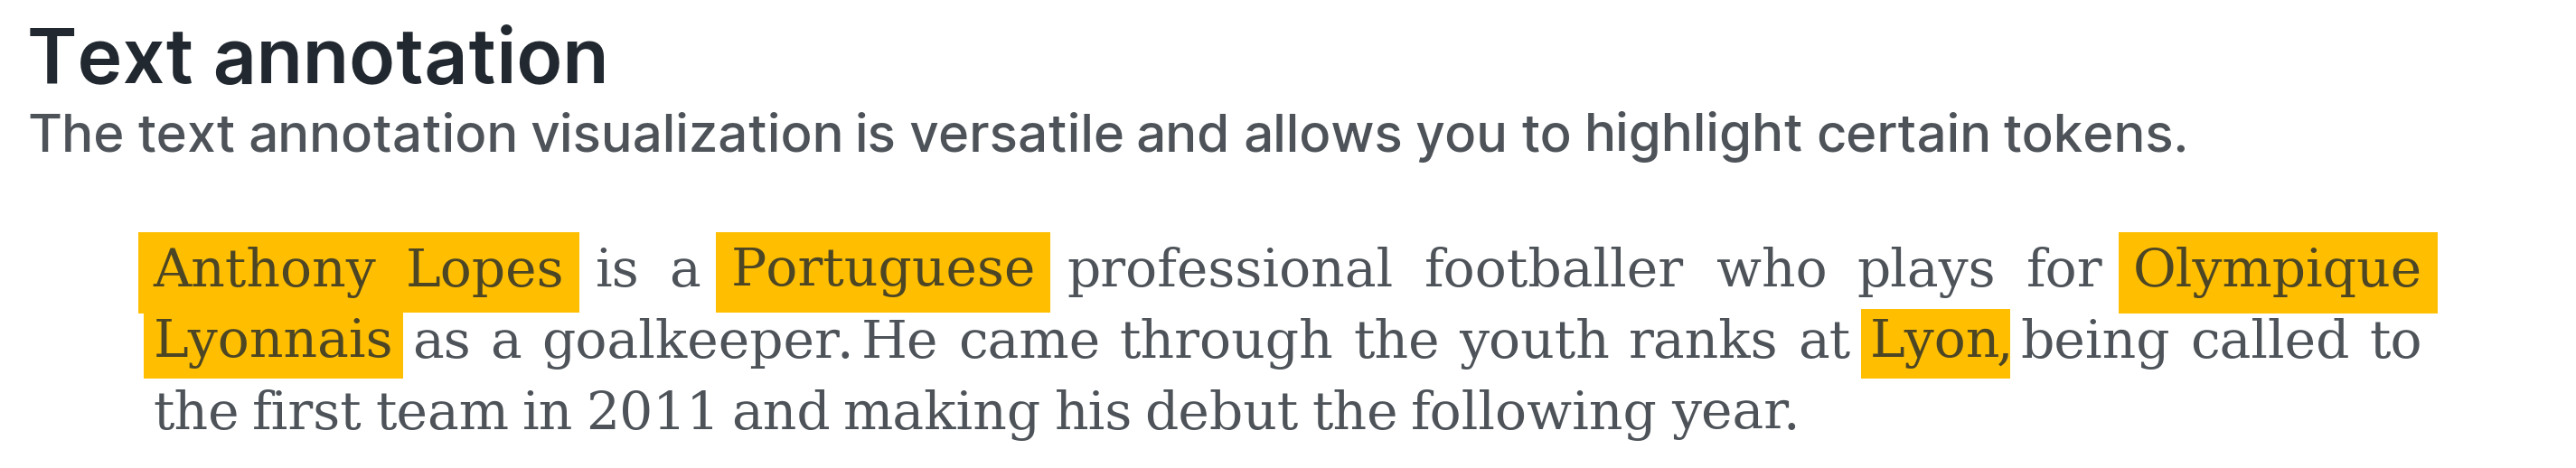 Text annotation
The text annotation visualization is versatile and allows you to highlight certain tokens.
Anthony Lopes is a Portuguese professional footballer who plays for Olympique
Lyonnais as a goalkeeper. He came through the youth ranks at Lyon, being called to
the first team in 2011 and making his debut the following year.